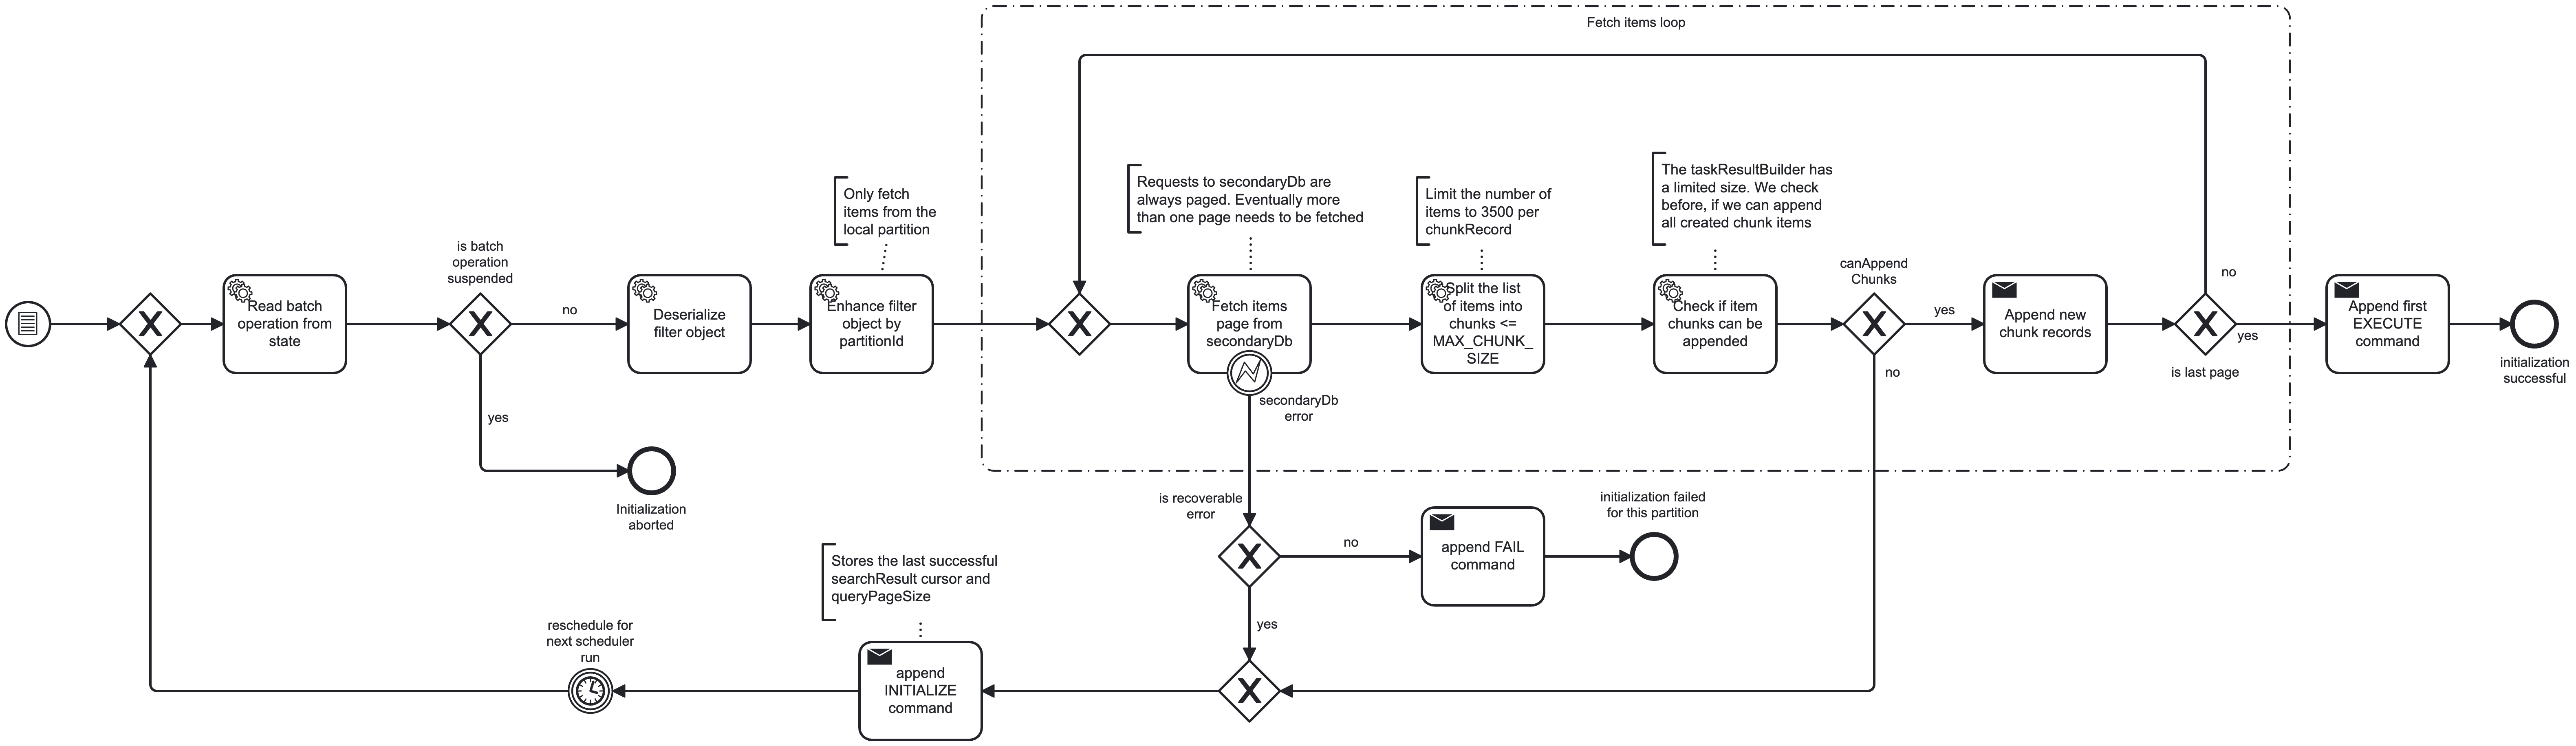 Fetch items loop
Read batch
operation from
state
is batch
operation
suspended
no
yes
Initialization
aborted
Deserialize
filter object
Only fetch
items from the
local partition
Enhance filter
object by
partitionId
Requests to secondaryDb are
always paged. Eventually more
than one page needs to be fetched
Fetch items
page from
secondaryDb
secondaryDb
error
Limit the number of
items to 3500 per
chunkRecord
Split the list
of items into
chunks <=
MAX_CHUNK_
SIZE
The taskResultBuilder has
a limited size. We check
before, if we can append
all created chunk items
Check if item
chunks can be
appended
canAppend
Chunks
yes
no
Append new
chunk records
no
yes
is last page
Append first
EXECUTE
command
initialization
successful
is recoverable
error
no
append FAIL
command
initialization failed
for this partition
yes
Stores the last successful
searchResult cursor and
queryPageSize
append
INITIALIZE
command
reschedule for
next scheduler
run